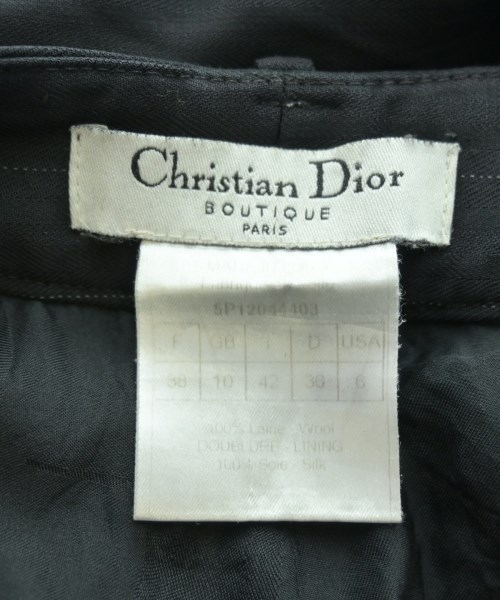 Christian Dior
BOUTIQUE
PARIS
5P12044403
F GB I D USA
38 10 42 36 6
100% Laine - Wool
DOUBLURE - LINING
100% Soie - Silk